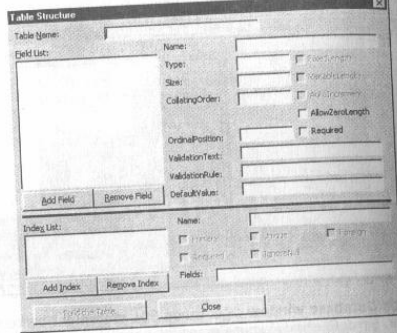 Table Structure
Table Name:
Field List:
Name:
Type:
FixedLength
Size:
VariableLength
CollatingOrder:
AutoIncrement
AllowZeroLength
OrdinalPosition:
Required
ValidationText:
ValidationRule:
Add Field Remove Field
DefaultValue:
Index List:
Name:
Primary Unique Foreign
Required IgnoreNull
Add Index Remove Index
Fields:
Build the Table Close